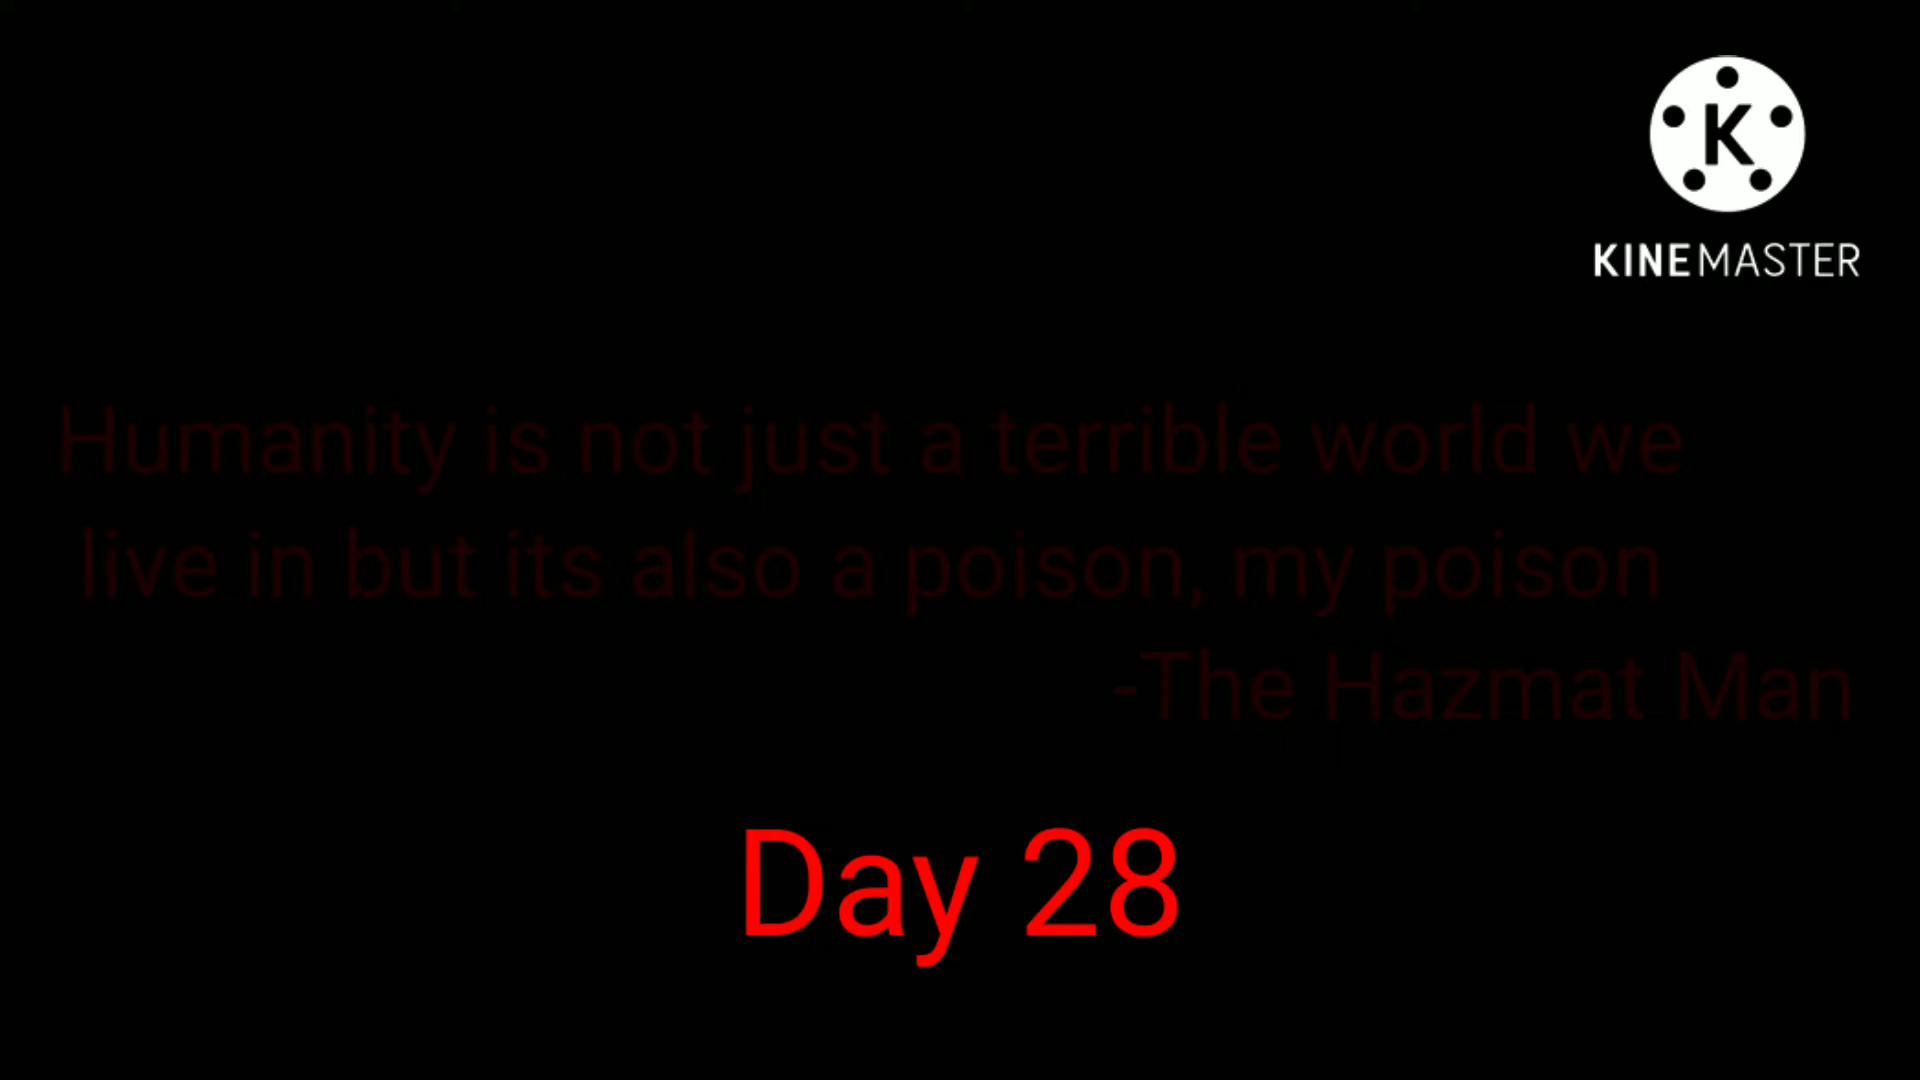 K
KINEMASTER
Humanity is not just a terrible world we
live in but its also a poison, my poison
-The Hazmat Man
Day 28